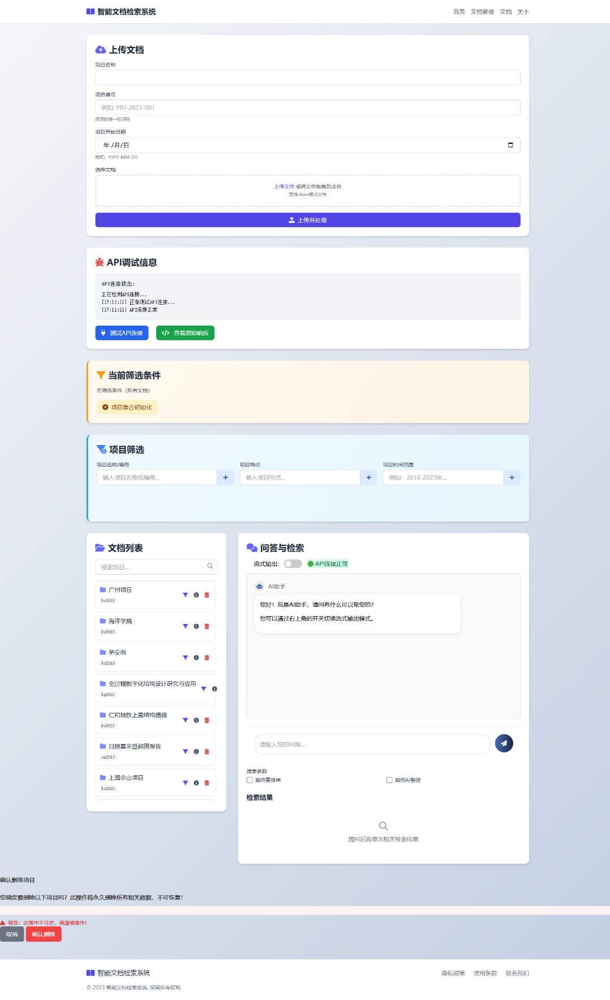 智能文档检索系统
首页 文档管理 文档 关于
上传文档
项目名称
项目编号
例如: PRJ-2023-001
项目的唯一标识符
项目开始日期
年 /月/日
格式：YYYY-MM-DD
选择文档
上传文件 或将文件拖拽到此处
支持.docx格式文档
上传并处理
API调试信息
API连接状态：
正在检测API连接...
[17:11:11] 正在测试API连接...
[17:11:11] API连接正常
测试API连接 查看原始响应
当前筛选条件
无筛选条件（所有文档）
项目集合初始化
项目筛选
项目名称/编号 项目特点 项目时间范围
输入项目名称或编号... + 输入项目特点... + 例如：2018-2023年... +
文档列表
搜索项目...
广州项目
kc2015
海洋学院
kc2010
茅安前
kc2018
全过程数字化结构设计研究与应用
bg2022
仁和地铁上盖结构措施
kc2022
日照喜来登超限报告
cx2013
上海佘山项目
kc2025
问答与检索
流式输出: API连接正常
AI助手
您好！我是AI助手，请问有什么可以帮您的？
您可以通过右上角的开关切换流式输出模式。
请输入您的问题...
搜索参数
启用重排序 启用AI整理
检索结果
提问后将显示相关检索结果
确认删除项目
您确定要删除以下项目吗？此操作将永久删除所有相关数据，不可恢复！
警告：此操作不可逆，请谨慎操作！
取消 确认删除
智能文档检索系统
隐私政策 使用条款 联系我们
© 2023 智能文档检索系统. 保留所有权利.